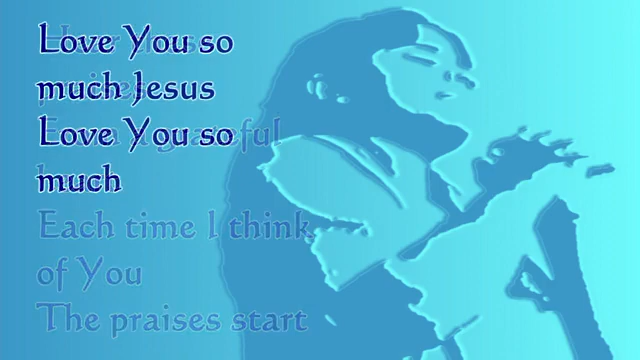 Love You so
much Jesus
Love You so
much
Each time I think
of You
The praises start